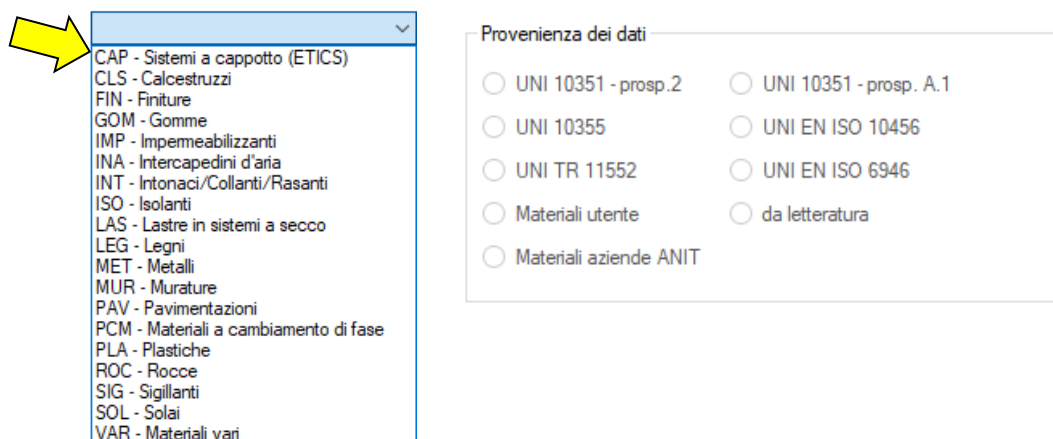 CAP - Sistemi a cappotto (ETICS)
CLS - Calcestruzzi
FIN - Finiture
GOM - Gomme
IMP - Impermeabilizzanti
INA - Intercapedini d'aria
INT - Intonaci/Collanti/Rasanti
ISO - Isolanti
LAS - Lastre in sistemi a secco
LEG - Legni
MET - Metalli
MUR - Murature
PAV - Pavimentazioni
PCM - Materiali a cambiamento di fase
PLA - Plastiche
ROC - Rocce
SIG - Sigillanti
SOL - Solai
VAR - Materiali vari
Provenienza dei dati
UNI 10351 - prosp.2
UNI 10351 - prosp. A.1
UNI 10355
UNI EN ISO 10456
UNI TR 11552
UNI EN ISO 6946
Materiali utente
da letteratura
Materiali aziende ANIT